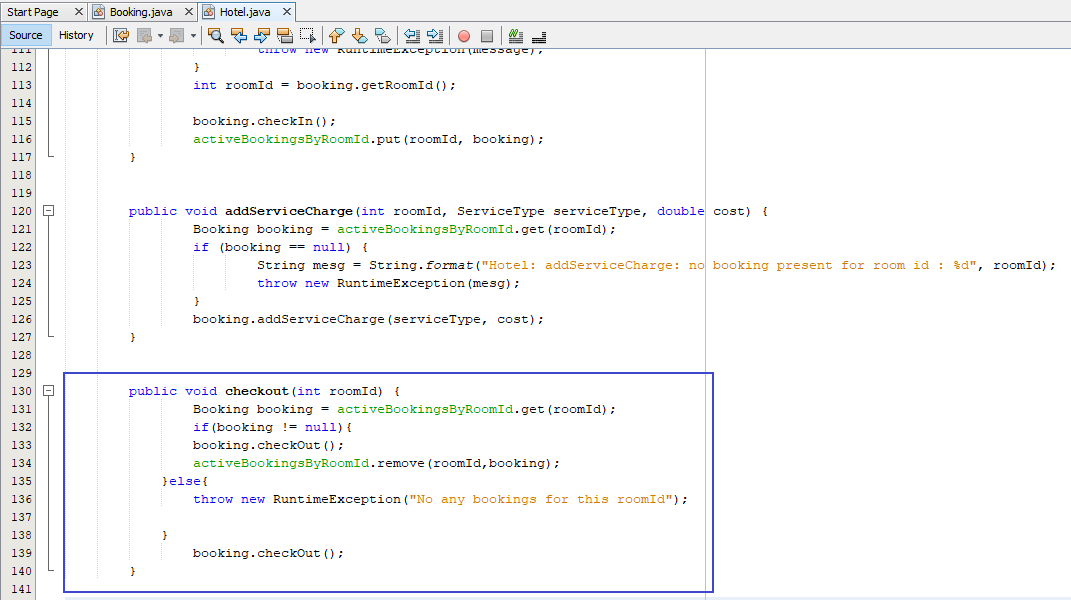 Start Page Booking.java Hotel.java
Source History
111 throw new RuntimeException(message);
112 }
113 int roomId = booking.getRoomId();
114
115 booking.checkIn();
116 activeBookingsByRoomId.put(roomId, booking);
117 }
118
119
120 public void addServiceCharge(int roomId, ServiceType serviceType, double cost) {
121 Booking booking = activeBookingsByRoomId.get(roomId);
122 if (booking == null) {
123 String mesg = String.format("Hotel: addServiceCharge: no booking present for room id : %d", roomId);
124 throw new RuntimeException(mesg);
125 }
126 booking.addServiceCharge(serviceType, cost);
127 }
128
129
130 public void checkout(int roomId) {
131 Booking booking = activeBookingsByRoomId.get(roomId);
132 if(booking != null){
133 booking.checkOut();
134 activeBookingsByRoomId.remove(roomId,booking);
135 }else{
136 throw new RuntimeException("No any bookings for this roomId");
137
138 }
139 booking.checkOut();
140 }
141